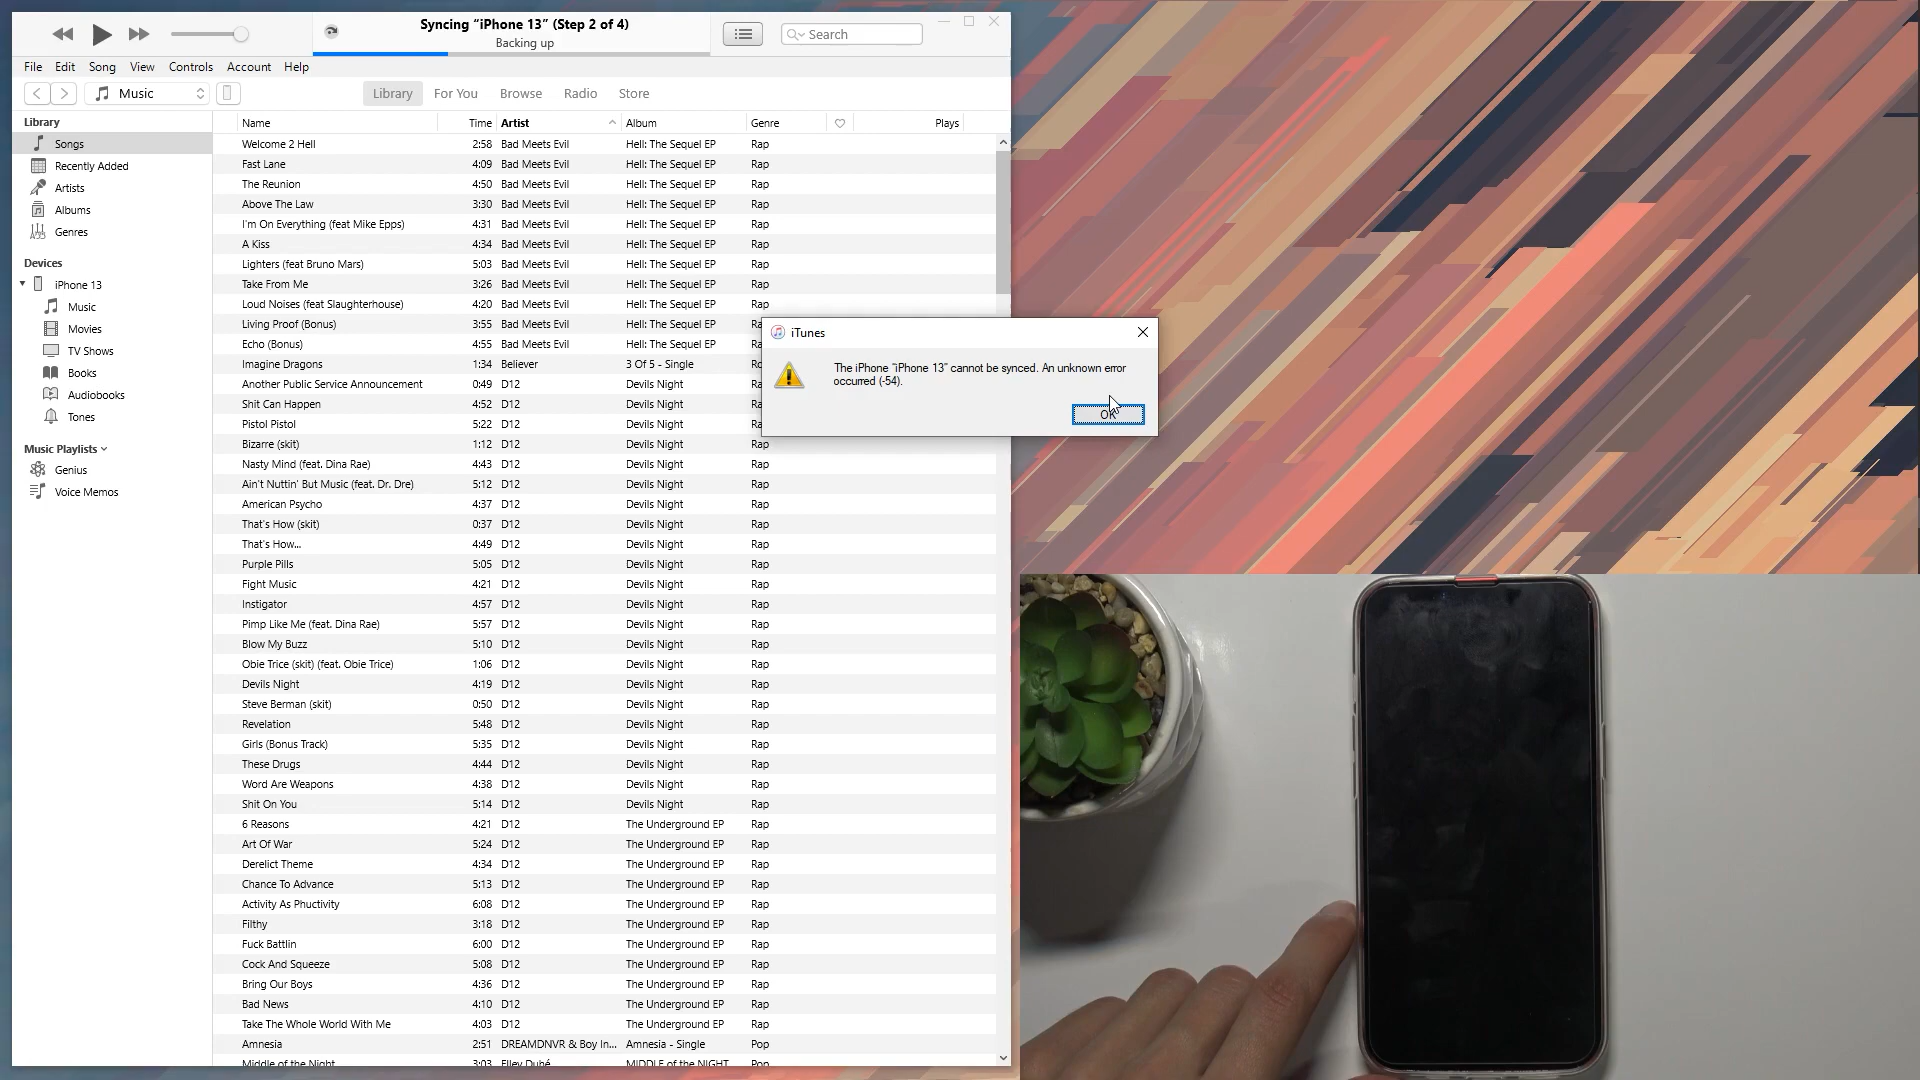 Syncing “iPhone 13” (Step 2 of 4)
Backing up
Search
File Edit Song View Controls Account Help
Music
Library For You Browse Radio Store
Library
Songs
Recently Added
Artists
Albums
Genres
Devices
iPhone 13
Music
Movies
TV Shows
Books
Audiobooks
Tones
Music Playlists
Genius
Voice Memos
Name Time Artist Album Genre Plays
Welcome 2 Hell 2:58 Bad Meets Evil Hell: The Sequel EP Rap
Fast Lane 4:09 Bad Meets Evil Hell: The Sequel EP Rap
The Reunion 4:50 Bad Meets Evil Hell: The Sequel EP Rap
Above The Law 3:30 Bad Meets Evil Hell: The Sequel EP Rap
I'm On Everything (feat Mike Epps) 4:31 Bad Meets Evil Hell: The Sequel EP Rap
A Kiss 4:34 Bad Meets Evil Hell: The Sequel EP Rap
Lighters (feat Bruno Mars) 5:03 Bad Meets Evil Hell: The Sequel EP Rap
Take From Me 3:26 Bad Meets Evil Hell: The Sequel EP Rap
Loud Noises (feat Slaughterhouse) 4:20 Bad Meets Evil Hell: The Sequel EP Rap
Living Proof (Bonus) 3:55 Bad Meets Evil Hell: The Sequel EP
Echo (Bonus) 4:55 Bad Meets Evil Hell: The Sequel EP
Imagine Dragons 1:34 Believer 3 Of 5 - Single
Another Public Service Announcement 0:49 D12 Devils Night
Shit Can Happen 4:52 D12 Devils Night
Pistol Pistol 5:22 D12 Devils Night
Bizarre (skit) 1:12 D12 Devils Night Rap
Nasty Mind (feat. Dina Rae) 4:43 D12 Devils Night Rap
Ain't Nuttin' But Music (feat. Dr. Dre) 5:12 D12 Devils Night Rap
American Psycho 4:37 D12 Devils Night Rap
That's How (skit) 0:37 D12 Devils Night Rap
That's How... 4:49 D12 Devils Night Rap
Purple Pills 5:05 D12 Devils Night Rap
Fight Music 4:21 D12 Devils Night Rap
Instigator 4:57 D12 Devils Night Rap
Pimp Like Me (feat. Dina Rae) 5:57 D12 Devils Night Rap
Blow My Buzz 5:10 D12 Devils Night Rap
Obie Trice (skit) (feat. Obie Trice) 1:06 D12 Devils Night Rap
Devils Night 4:19 D12 Devils Night Rap
Steve Berman (skit) 0:50 D12 Devils Night Rap
Revelation 5:48 D12 Devils Night Rap
Girls (Bonus Track) 5:35 D12 Devils Night Rap
These Drugs 4:44 D12 Devils Night Rap
Word Are Weapons 4:38 D12 Devils Night Rap
Shit On You 5:14 D12 Devils Night Rap
6 Reasons 4:21 D12 The Underground EP Rap
Art Of War 5:24 D12 The Underground EP Rap
Derelict Theme 4:34 D12 The Underground EP Rap
Chance To Advance 5:13 D12 The Underground EP Rap
Activity As Phuctivity 6:08 D12 The Underground EP Rap
Filthy 3:18 D12 The Underground EP Rap
Fuck Battlin 6:00 D12 The Underground EP Rap
Cock And Squeeze 5:08 D12 The Underground EP Rap
Bring Our Boys 4:36 D12 The Underground EP Rap
Bad News 4:10 D12 The Underground EP Rap
Take The Whole World With Me 4:03 D12 The Underground EP Rap
Amnesia 2:51 DREAMDNVR & Boy In... Amnesia - Single Pop
Middle of the Night 3:03 Elley Duhé MIDDLE of the NIGHT Pop
iTunes
The iPhone “iPhone 13” cannot be synced. An unknown error
occurred (-54).
OK